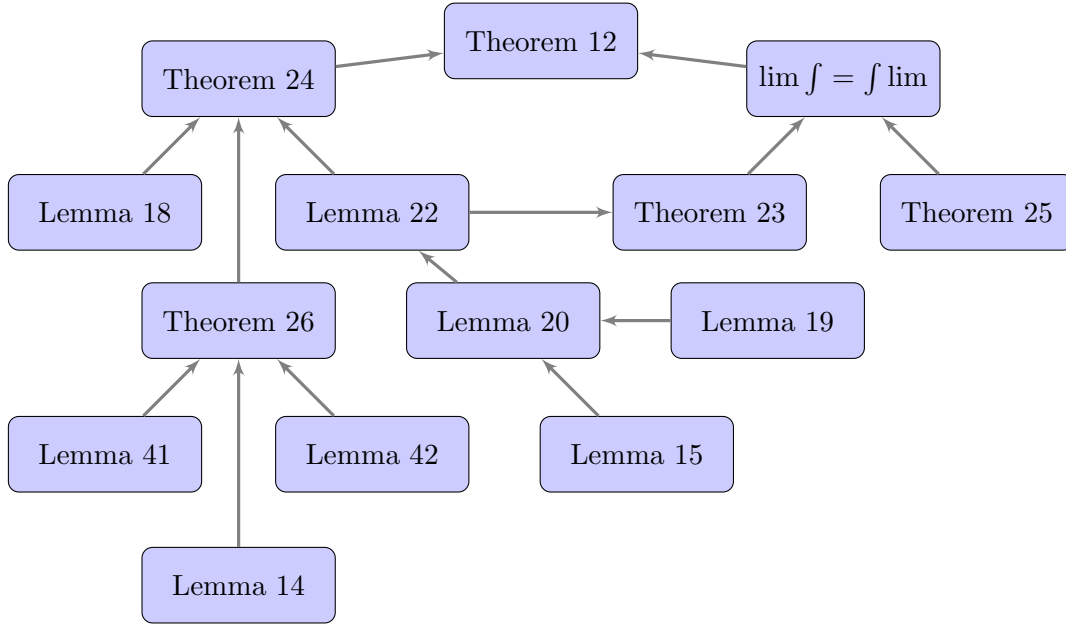 Theorem 12
Theorem 24
lim ∫ = ∫ lim
Lemma 18
Lemma 22
Theorem 23
Theorem 25
Theorem 26
Lemma 20
Lemma 19
Lemma 41
Lemma 42
Lemma 15
Lemma 14